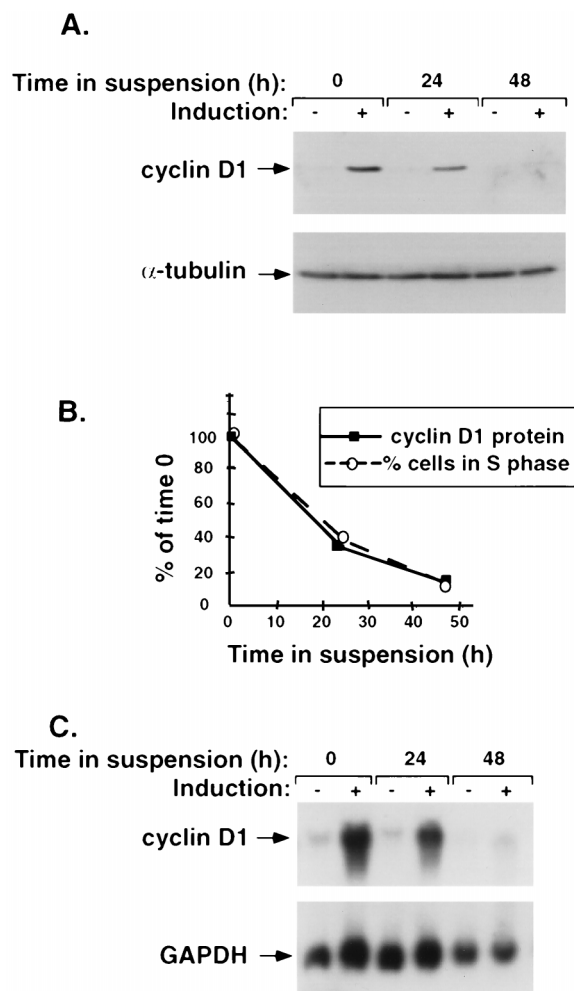 A.
Time in suspension (h): 0 24 48
Induction: - + - + - +
cyclin D1
α-tubulin
B.
% of time 0
100
80
60
40
20
0
cyclin D1 protein
% cells in S phase
0 10 20 30 40 50
Time in suspension (h)
C.
Time in suspension (h): 0 24 48
Induction: - + - + - +
cyclin D1
GAPDH